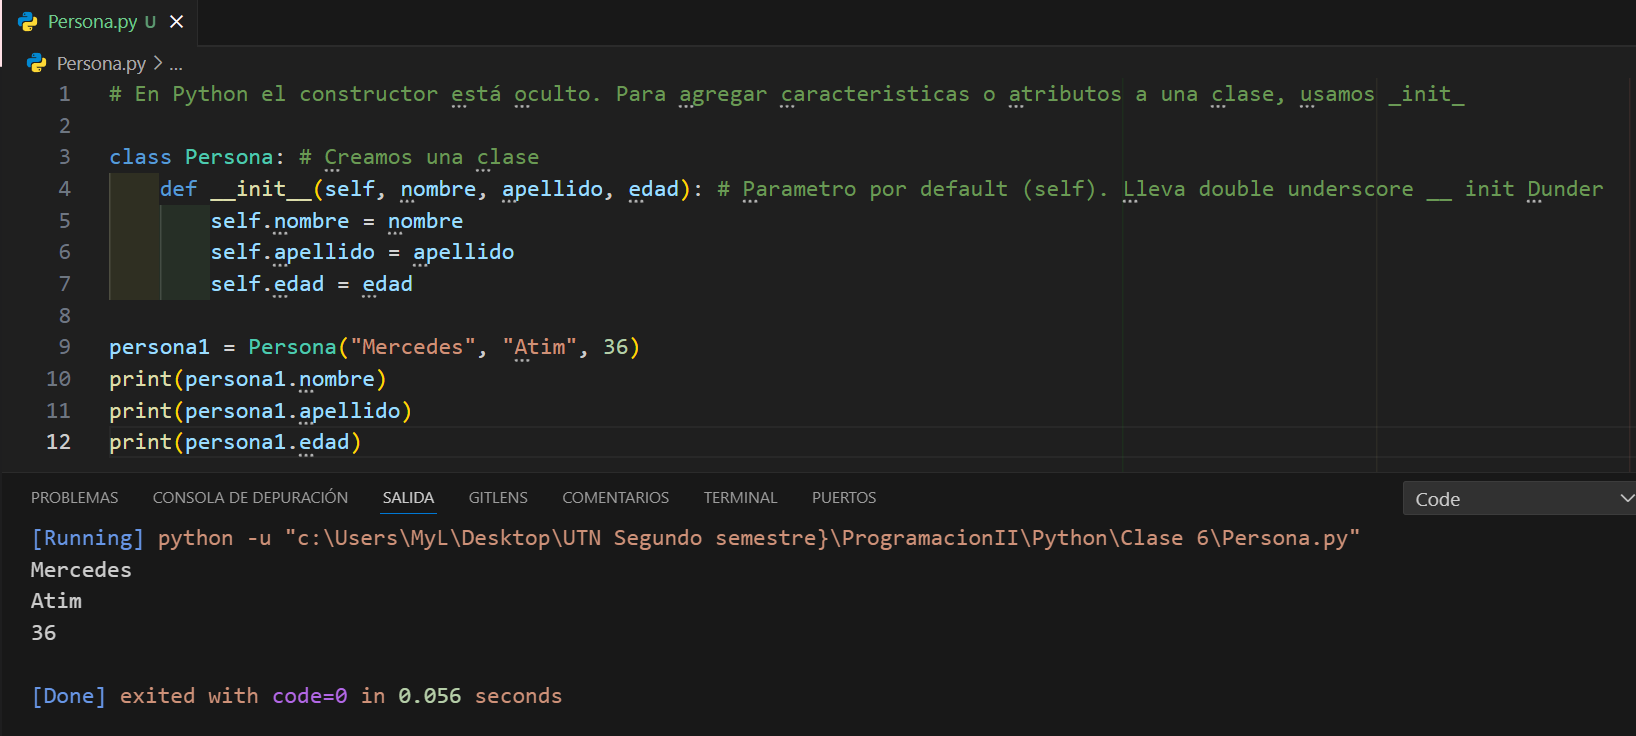 Persona.py U ×
Persona.py > ...
1 # En Python el constructor está oculto. Para agregar caracteristicas o atributos a una clase, usamos _init_
2
3 class Persona: # Creamos una clase
4     def __init__(self, nombre, apellido, edad): # Parametro por default (self). Lleva double underscore __ init Dunder
5         self.nombre = nombre
6         self.apellido = apellido
7         self.edad = edad
8
9 persona1 = Persona("Mercedes", "Atim", 36)
10 print(persona1.nombre)
11 print(persona1.apellido)
12 print(persona1.edad)
PROBLEMAS CONSOLA DE DEPURACIÓN SALIDA GITLENS COMENTARIOS TERMINAL PUERTOS Code
[Running] python -u "c:\Users\MyL\Desktop\UTN Segundo semestre}\ProgramacionII\Python\Clase 6\Persona.py"
Mercedes
Atim
36
[Done] exited with code=0 in 0.056 seconds